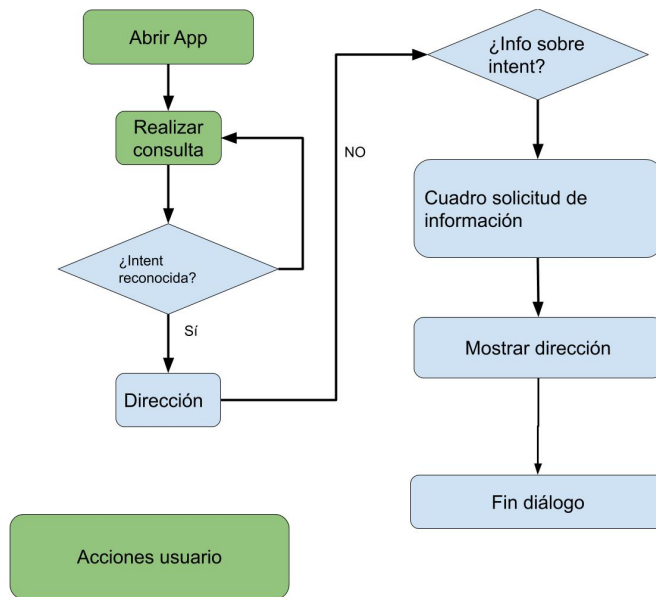 Abrir App
Realizar
consulta
¿Intent
reconocida?
NO
Sí
Dirección
¿Info sobre
intent?
Cuadro solicitud de
información
Mostrar dirección
Fin diálogo
Acciones usuario